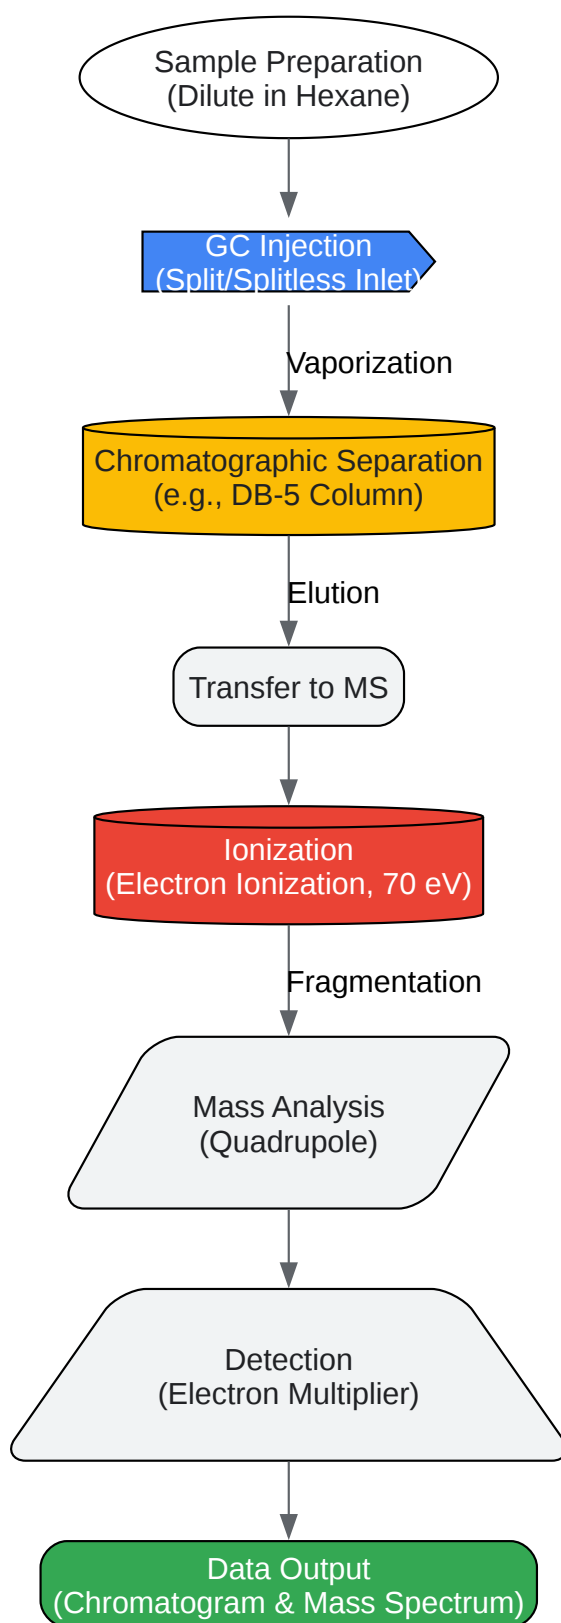 Sample Preparation
(Dilute in Hexane)
GC Injection
(Split/Splitless Inlet)
Vaporization
Chromatographic Separation
(e.g., DB-5 Column)
Elution
Transfer to MS
Ionization
(Electron Ionization, 70 eV)
Fragmentation
Mass Analysis
(Quadrupole)
Detection
(Electron Multiplier)
Data Output
(Chromatogram & Mass Spectrum)